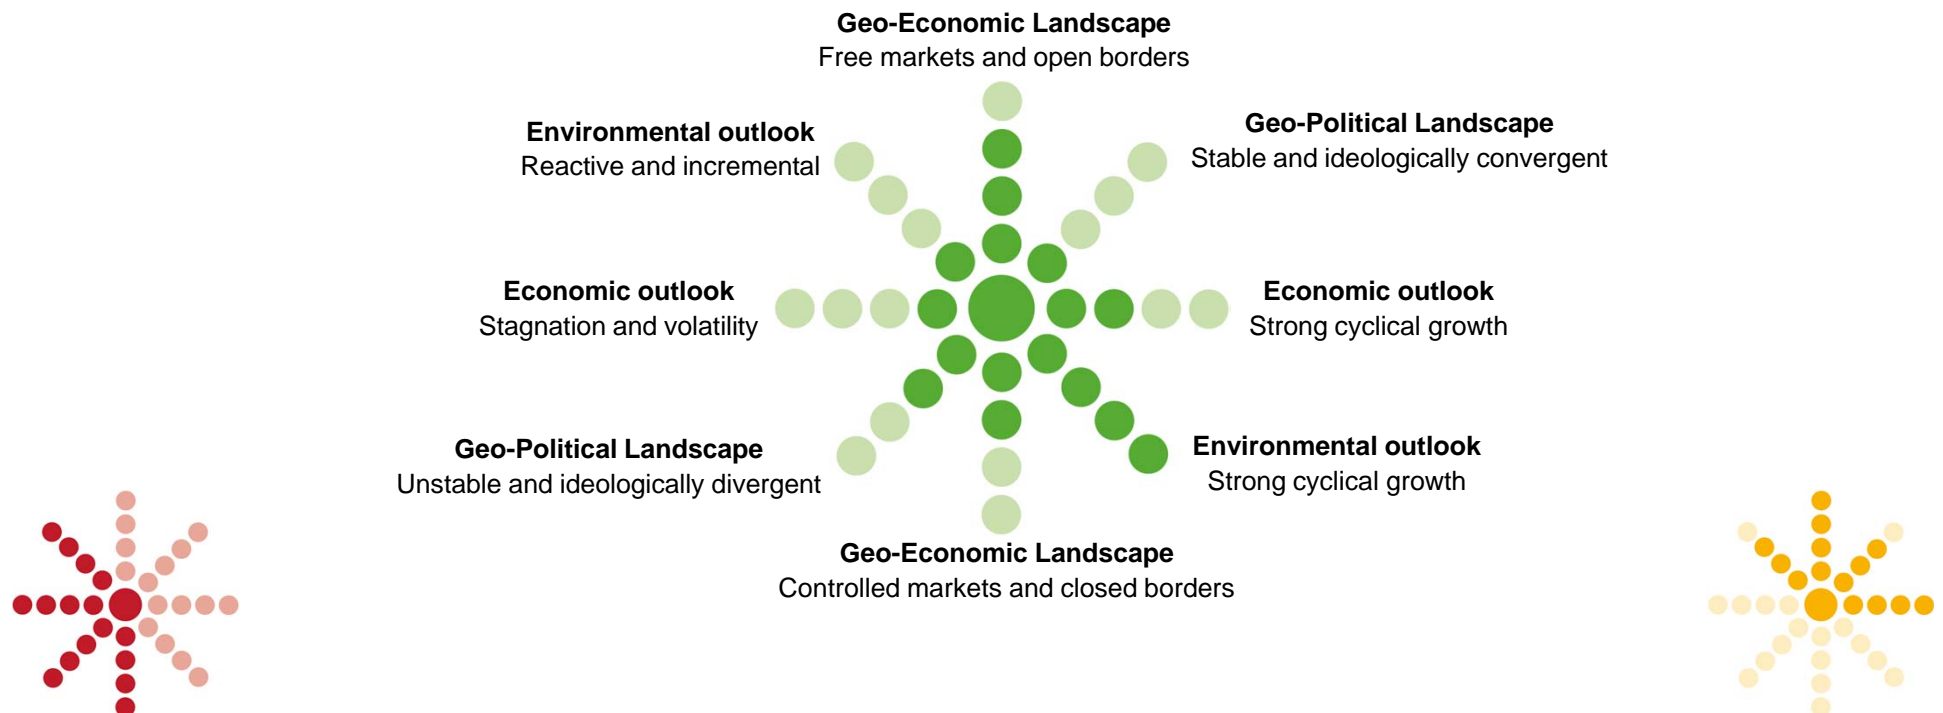 Geo-Economic Landscape
Free markets and open borders
Environmental outlook
Reactive and incremental
Geo-Political Landscape
Stable and ideologically convergent
Economic outlook
Stagnation and volatility
Economic outlook
Strong cyclical growth
Geo-Political Landscape
Unstable and ideologically divergent
Environmental outlook
Strong cyclical growth
Geo-Economic Landscape
Controlled markets and closed borders